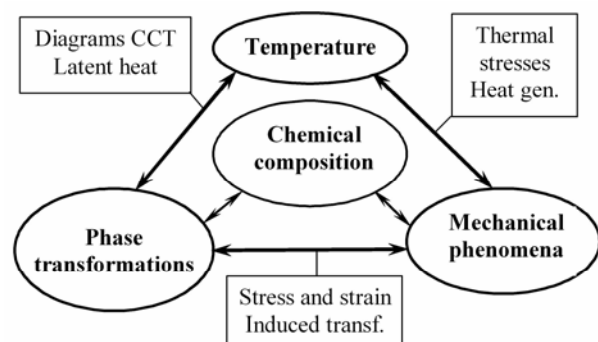 Diagrams CCT
Latent heat
Temperature
Thermal
stresses
Heat gen.
Chemical
composition
Phase
transformations
Mechanical
phenomena
Stress and strain
Induced transf.